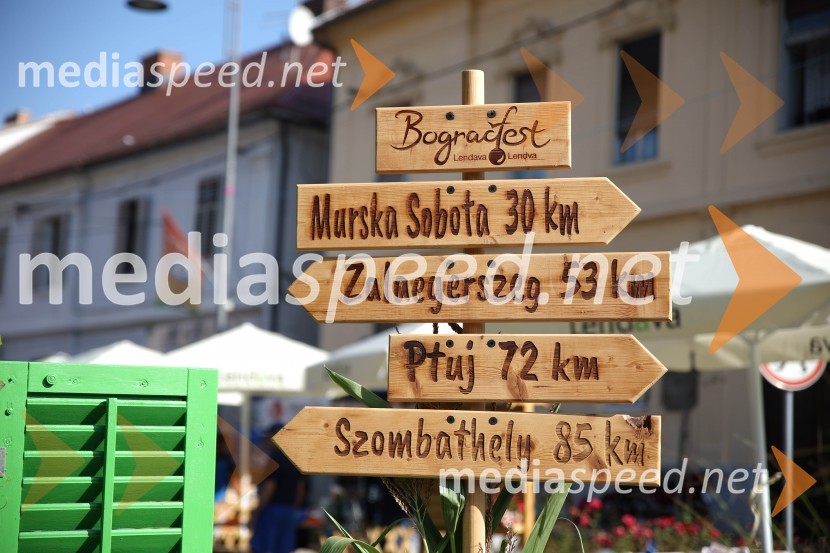 mediaspeed.net
Bogracfest
Lendava Lendva
Murska Sobota 30 km
mediaspeed.net
Zalaegerszeg 53 km
Lendava
Ptuj 72 km
Szombathely 85 km
mediaspeed.net